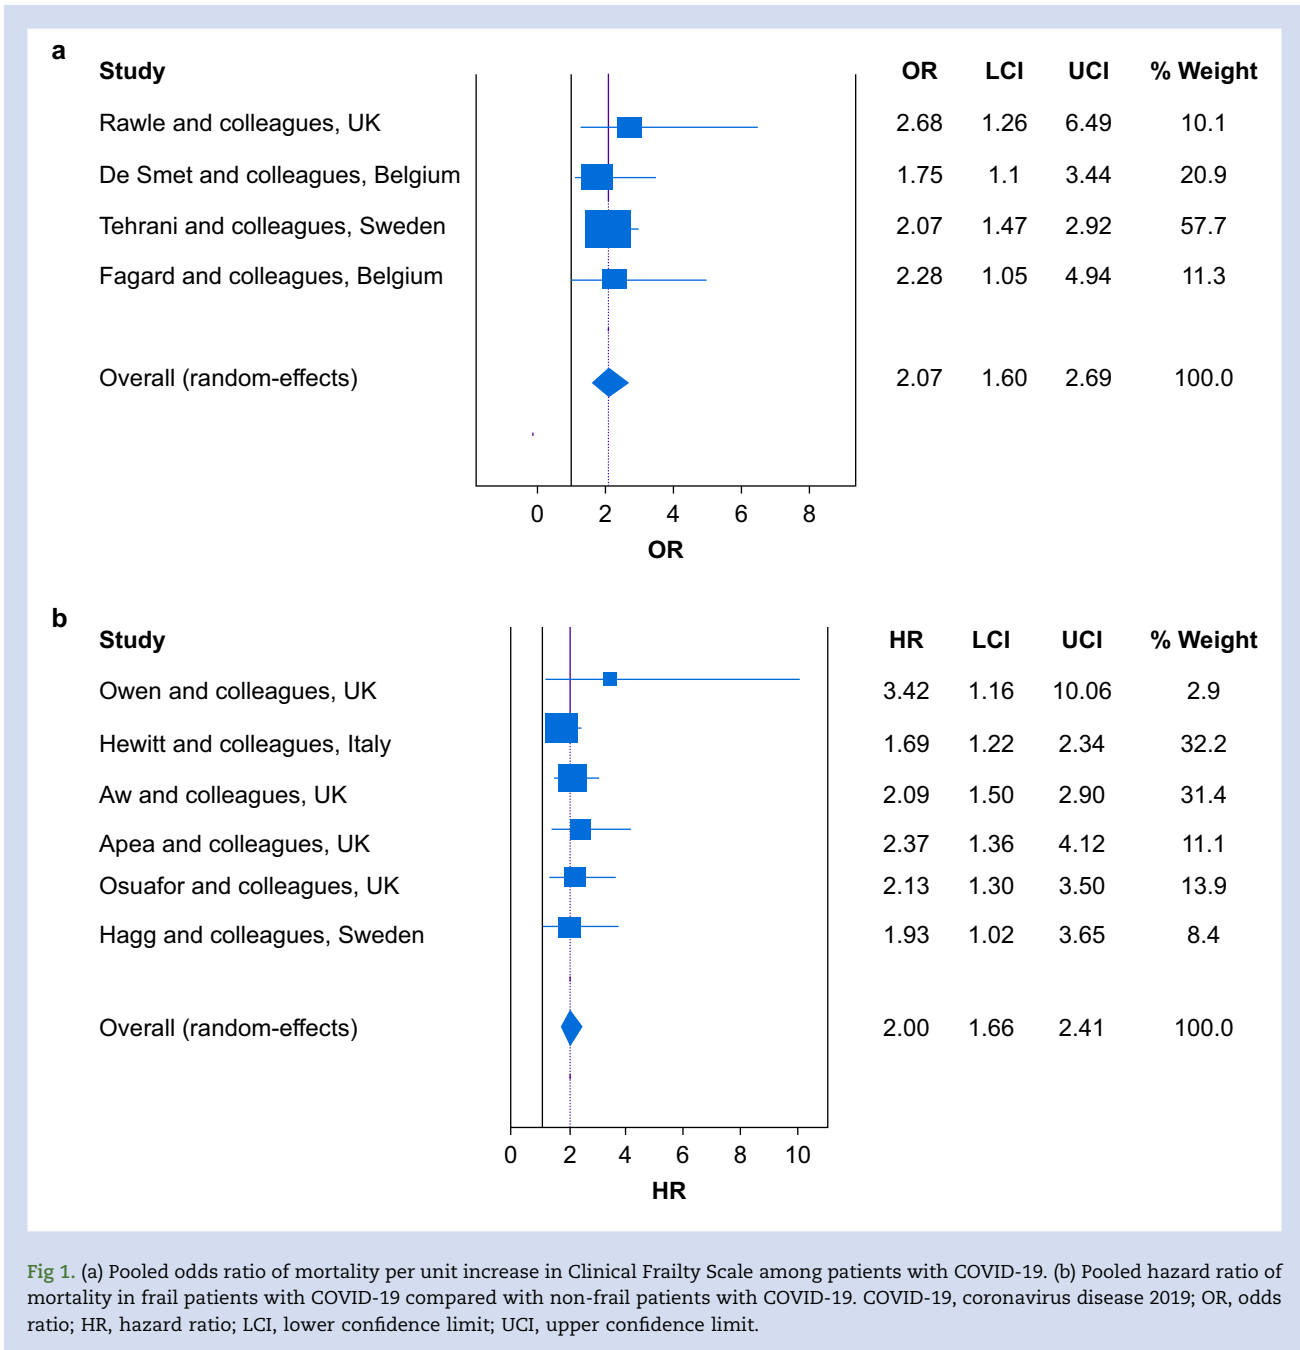 a
Study OR LCI UCI % Weight
Rawle and colleagues, UK 2.68 1.26 6.49 10.1
De Smet and colleagues, Belgium 1.75 1.1 3.44 20.9
Tehrani and colleagues, Sweden 2.07 1.47 2.92 57.7
Fagard and colleagues, Belgium 2.28 1.05 4.94 11.3
Overall (random-effects) 2.07 1.60 2.69 100.0
0 2 4 6 8
OR
b
Study HR LCI UCI % Weight
Owen and colleagues, UK 3.42 1.16 10.06 2.9
Hewitt and colleagues, Italy 1.69 1.22 2.34 32.2
Aw and colleagues, UK 2.09 1.50 2.90 31.4
Apea and colleagues, UK 2.37 1.36 4.12 11.1
Osuafor and colleagues, UK 2.13 1.30 3.50 13.9
Hagg and colleagues, Sweden 1.93 1.02 3.65 8.4
Overall (random-effects) 2.00 1.66 2.41 100.0
0 2 4 6 8 10
HR
Fig 1. (a) Pooled odds ratio of mortality per unit increase in Clinical Frailty Scale among patients with COVID-19. (b) Pooled hazard ratio of
mortality in frail patients with COVID-19 compared with non-frail patients with COVID-19. COVID-19, coronavirus disease 2019; OR, odds
ratio; HR, hazard ratio; LCI, lower confidence limit; UCI, upper confidence limit.